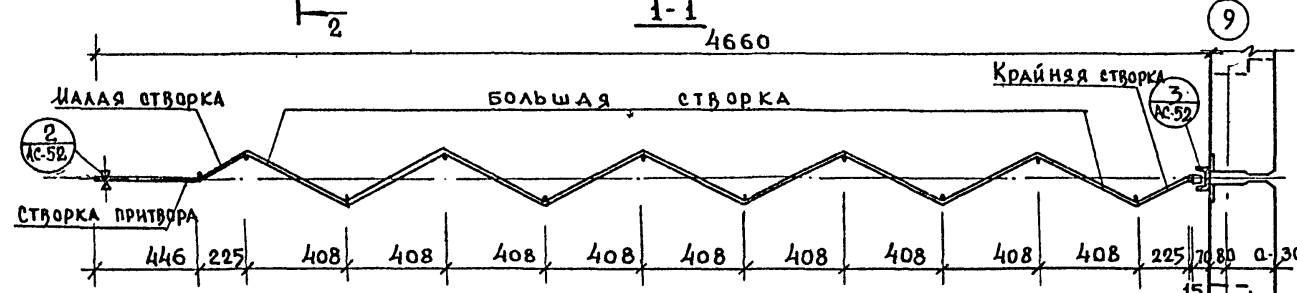 2
1-1
9
4660
Малая створка
Большая створка
Крайняя створка
3
АС-52
2
АС-52
Створка притвора
446 225 408 408 408 408 408 408 408 408 408 225 70 80 а- 30
15